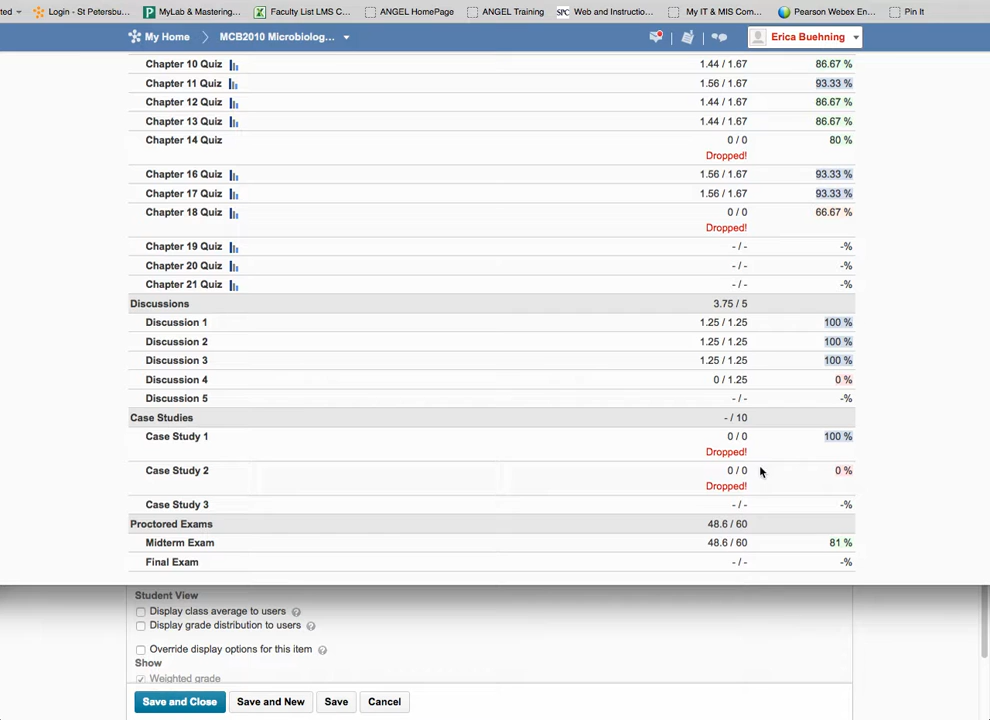 ted Login - St Petersbu... MyLab & Mastering... Faculty List LMS C... ANGEL HomePage ANGEL Training SPC Web and Instructio... My IT & MIS Com... Pearson Webex En... Pin It
My Home MCB2010 Microbiolog... Erica Buehning
Chapter 10 Quiz 1.44 / 1.67 86.67 %
Chapter 11 Quiz 1.56 / 1.67 93.33 %
Chapter 12 Quiz 1.44 / 1.67 86.67 %
Chapter 13 Quiz 1.44 / 1.67 86.67 %
Chapter 14 Quiz 0 / 0 80 %
Dropped!
Chapter 16 Quiz 1.56 / 1.67 93.33 %
Chapter 17 Quiz 1.56 / 1.67 93.33 %
Chapter 18 Quiz 0 / 0 66.67 %
Dropped!
Chapter 19 Quiz - / - -%
Chapter 20 Quiz - / - -%
Chapter 21 Quiz - / - -%
Discussions 3.75 / 5
Discussion 1 1.25 / 1.25 100 %
Discussion 2 1.25 / 1.25 100 %
Discussion 3 1.25 / 1.25 100 %
Discussion 4 0 / 1.25 0 %
Discussion 5 - / - -%
Case Studies - / 10
Case Study 1 0 / 0 100 %
Dropped!
Case Study 2 0 / 0 0 %
Dropped!
Case Study 3 - / - -%
Proctored Exams 48.6 / 60
Midterm Exam 48.6 / 60 81 %
Final Exam - / - -%
Student View
Display class average to users ?
Display grade distribution to users ?
Override display options for this item ?
Show
Weighted grade
Save and Close Save and New Save Cancel